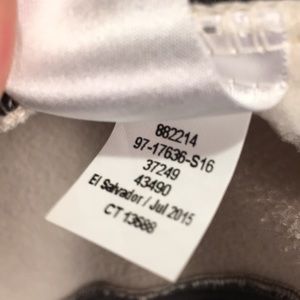 882214
97-17636-S16
37249
43490
El Salvador / Jul 2015
CT 13688